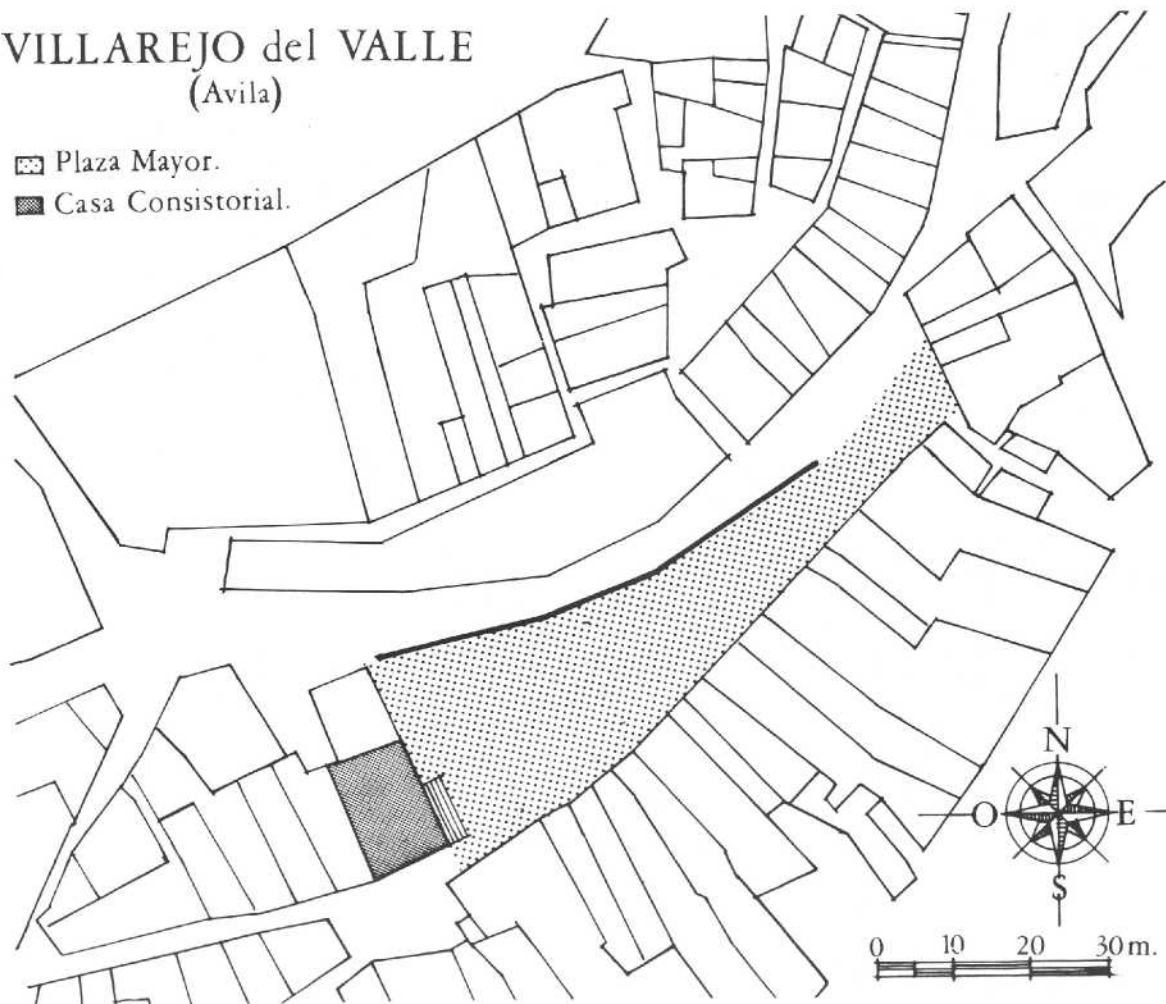 VILLAREJO del VALLE
(Avila)
Plaza Mayor.
Casa Consistorial.
N
O E
S
0 10 20 30 m.